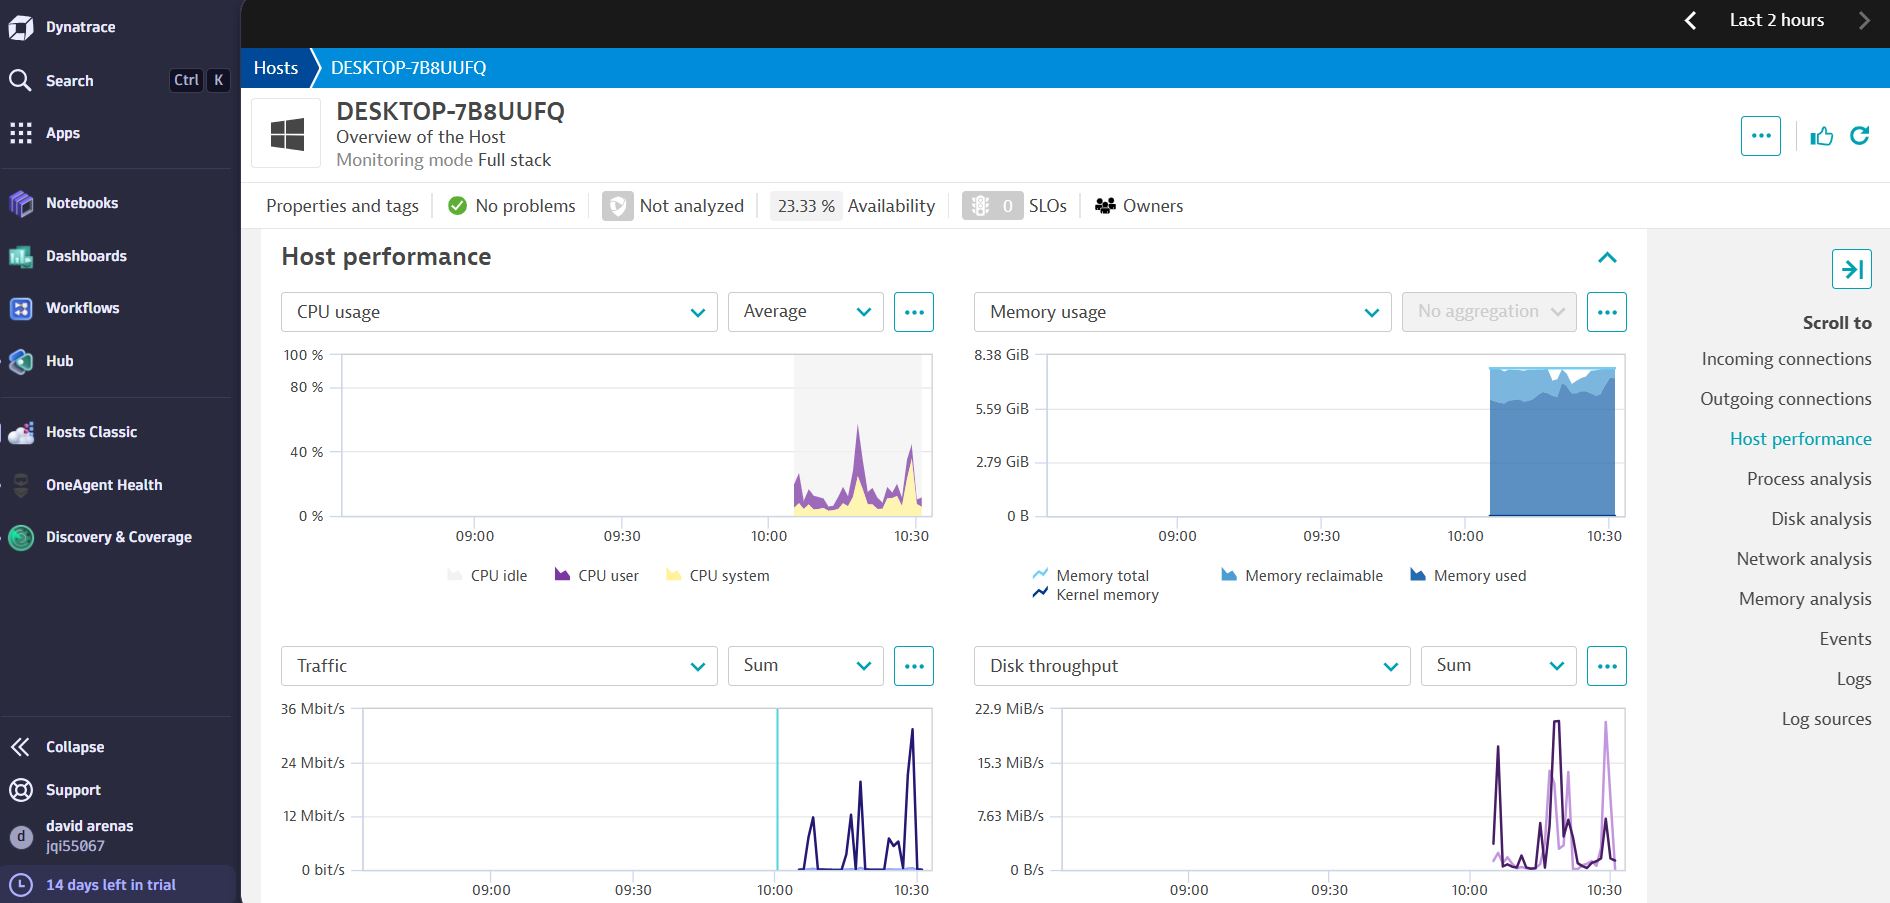 Dynatrace
Search Ctrl K
Apps
Notebooks
Dashboards
Workflows
Hub
Hosts Classic
OneAgent Health
Discovery & Coverage
Collapse
Support
d david arenas
jqi55067
14 days left in trial
Last 2 hours
Hosts DESKTOP-7B8UUFQ
DESKTOP-7B8UUFQ
Overview of the Host
Monitoring mode Full stack
Properties and tags No problems Not analyzed 23.33 % Availability 0 SLOs Owners
Host performance
CPU usage Average
100 %
80 %
40 %
0 %
09:00 09:30 10:00 10:30
CPU idle CPU user CPU system
Memory usage No aggregation
8.38 GiB
5.59 GiB
2.79 GiB
0 B
09:00 09:30 10:00 10:30
Memory total Memory reclaimable Memory used
Kernel memory
Traffic Sum
36 Mbit/s
24 Mbit/s
12 Mbit/s
0 bit/s
09:00 09:30 10:00 10:30
Disk throughput Sum
22.9 MiB/s
15.3 MiB/s
7.63 MiB/s
0 B/s
09:00 09:30 10:00 10:30
Scroll to
Incoming connections
Outgoing connections
Host performance
Process analysis
Disk analysis
Network analysis
Memory analysis
Events
Logs
Log sources